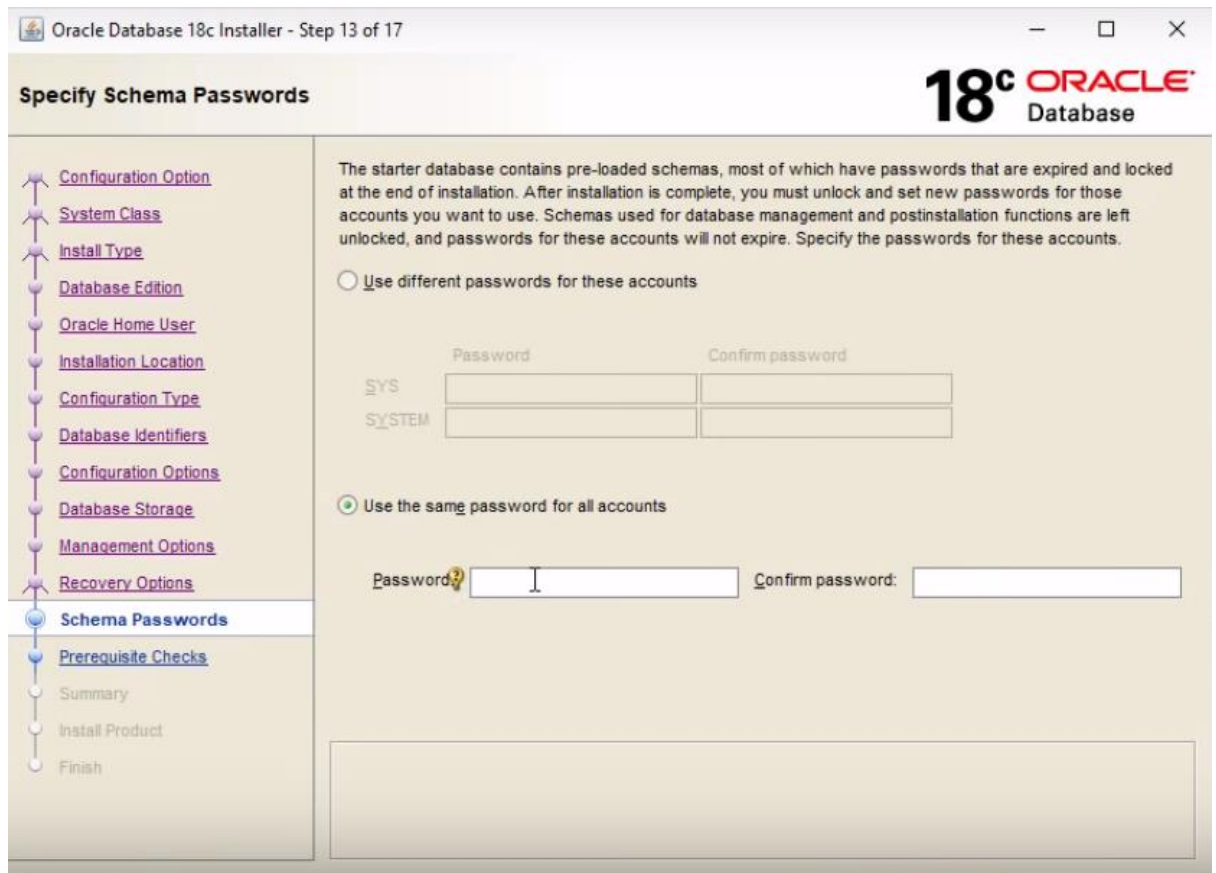 Oracle Database 18c Installer - Step 13 of 17
Specify Schema Passwords
18c ORACLE
Database
Configuration Option
System Class
Install Type
Database Edition
Oracle Home User
Installation Location
Configuration Type
Database Identifiers
Configuration Options
Database Storage
Management Options
Recovery Options
Schema Passwords
Prerequisite Checks
Summary
Install Product
Finish
The starter database contains pre-loaded schemas, most of which have passwords that are expired and locked
at the end of installation. After installation is complete, you must unlock and set new passwords for those
accounts you want to use. Schemas used for database management and postinstallation functions are left
unlocked, and passwords for these accounts will not expire. Specify the passwords for these accounts.
Use different passwords for these accounts
Password Confirm password
SYS
SYSTEM
Use the same password for all accounts
Password Confirm password: